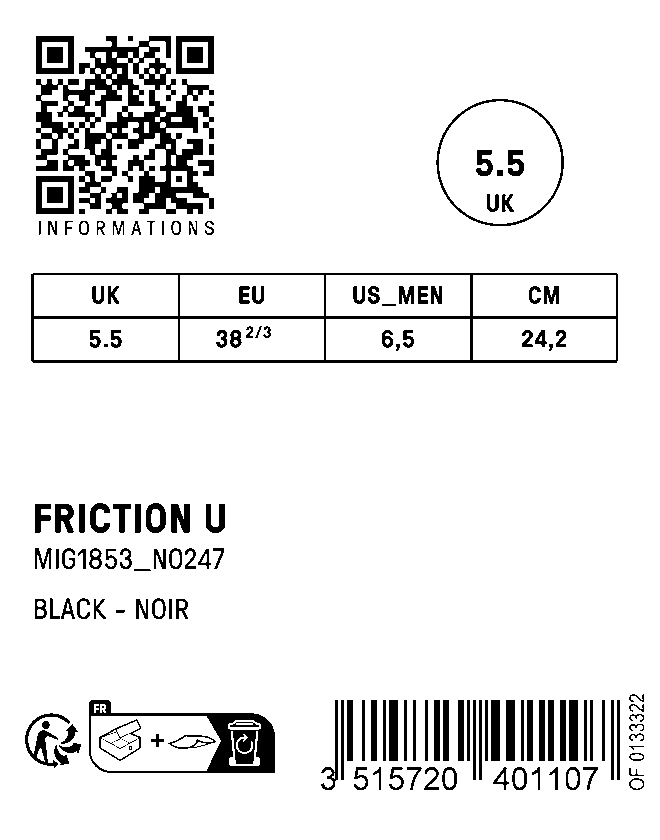 INFORMATIONS
5.5
UK
UK EU US_MEN CM
5.5 38 2/3 6,5 24,2
FRICTION U
MIG1853_N0247
BLACK - NOIR
FR
3 515720 401107
OF 0133322